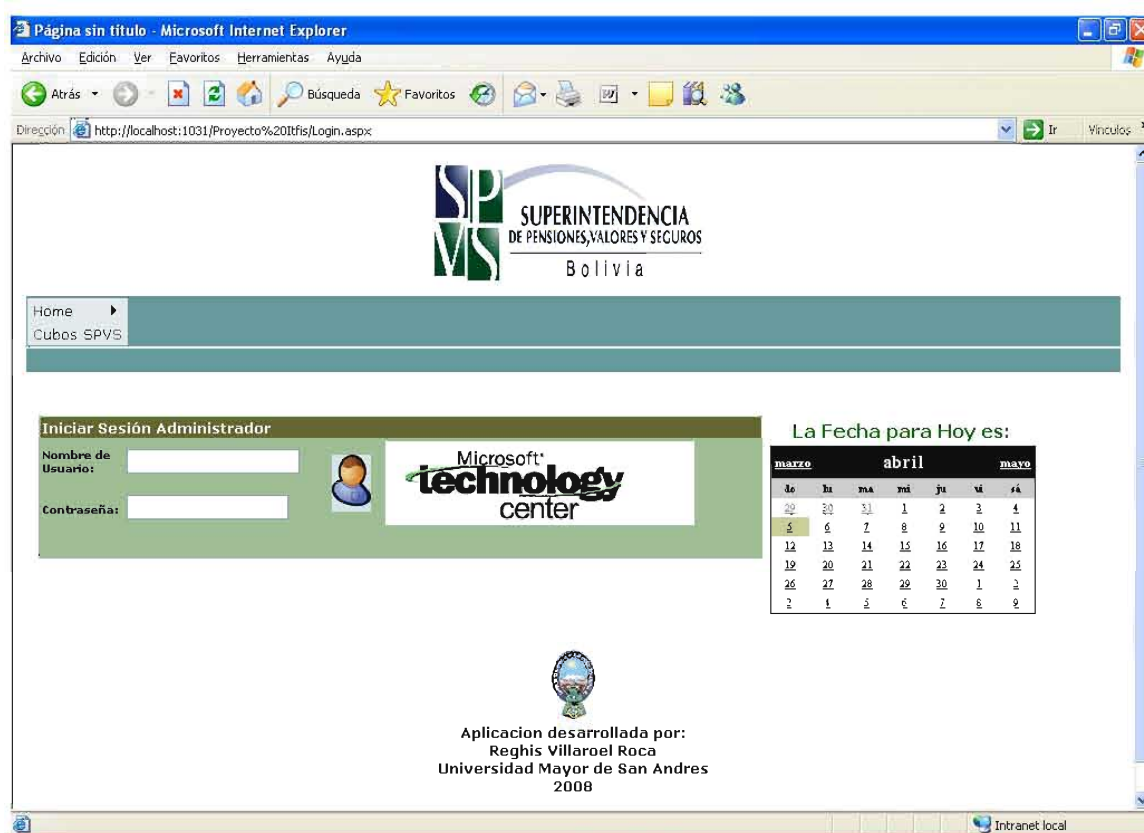 Página sin título - Microsoft Internet Explorer
Archivo Edición Ver Favoritos Herramientas Ayuda
Atrás Búsqueda Favoritos
Dirección http://localhost:1031/Proyecto%20Itfis/Login.aspx Ir Vínculos
SPVS
SUPERINTENDENCIA
DE PENSIONES, VALORES Y SEGUROS
Bolivia
Home
Cubos SPVS
Iniciar Sesión Administrador
Nombre de
Usuario:
Contraseña:
Microsoft
technology
center
La Fecha para Hoy es:
marzo abril mayo
do lu ma mi ju vi sá
29 30 31 1 2 3 4
5 6 7 8 9 10 11
12 13 14 15 16 17 18
19 20 21 22 23 24 25
26 27 28 29 30 1 2
3 4 5 6 7 8 9
Aplicacion desarrollada por:
Reghis Villaroel Roca
Universidad Mayor de San Andres
2008
Intranet local